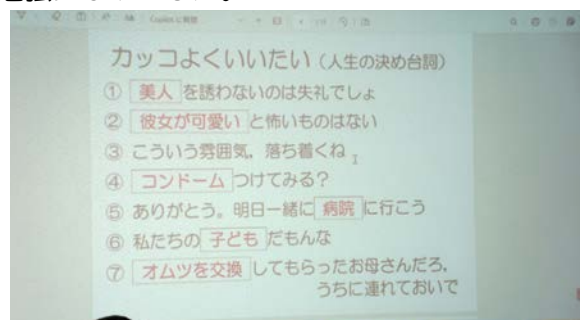 カッコよくいいたい（人生の決め台詞）
① 美人 を誘わないのは失礼でしょ
② 彼女が可愛い と怖いものはない
③ こういう雰囲気，落ち着くね
④ コンドーム つけてみる？
⑤ ありがとう。明日一緒に 病院 に行こう
⑥ 私たちの 子ども だもんな
⑦ オムツを交換 してもらったお母さんだろ，
うちに連れておいで